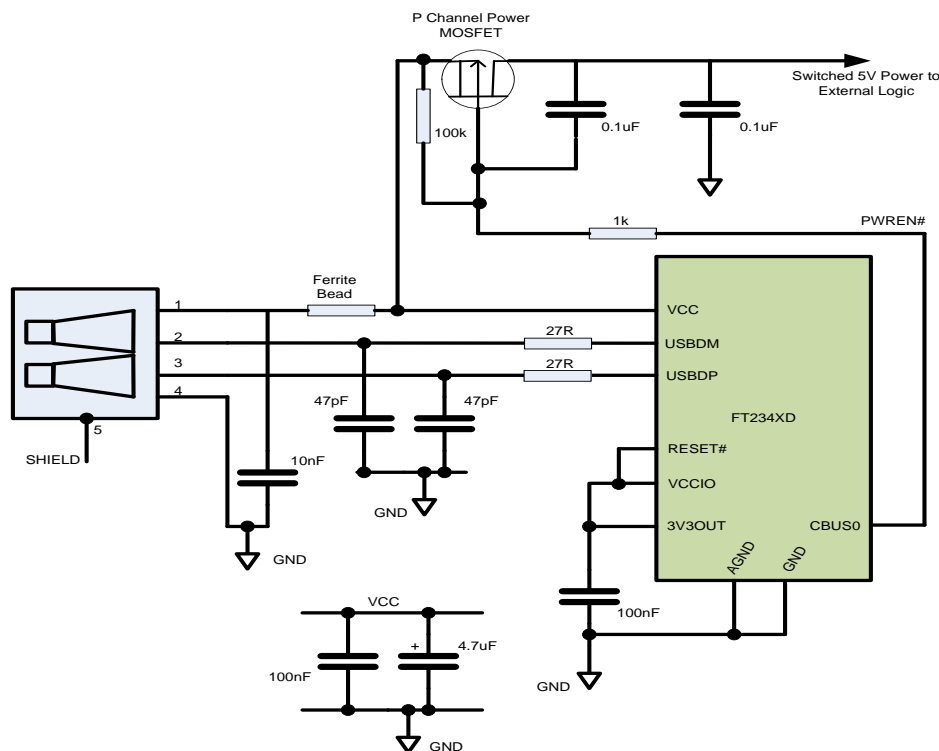 P Channel Power
MOSFET
Switched 5V Power to
External Logic
0.1uF
0.1uF
100k
1k
PWREN#
Ferrite
Bead
1
VCC
2
27R
USBDM
3
27R
USBDP
4
47pF
47pF
FT234XD
5
SHIELD
10nF
RESET#
VCCIO
GND
3V3OUT
CBUS0
GND
AGND
GND
100nF
VCC
+
4.7uF
100nF
GND
GND